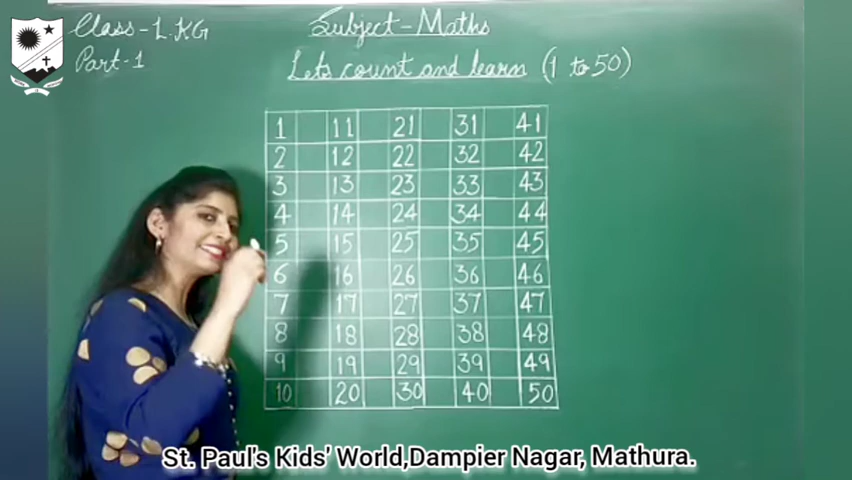 Class-L.KG
Subject-Maths
Part-1
Lets count and learn (1 to 50)
1 11 21 31 41
2 12 22 32 42
3 13 23 33 43
4 14 24 34 44
5 15 25 35 45
6 16 26 36 46
7 17 27 37 47
8 18 28 38 48
9 19 29 39 49
10 20 30 40 50
St. Paul's Kids' World,Dampier Nagar, Mathura.